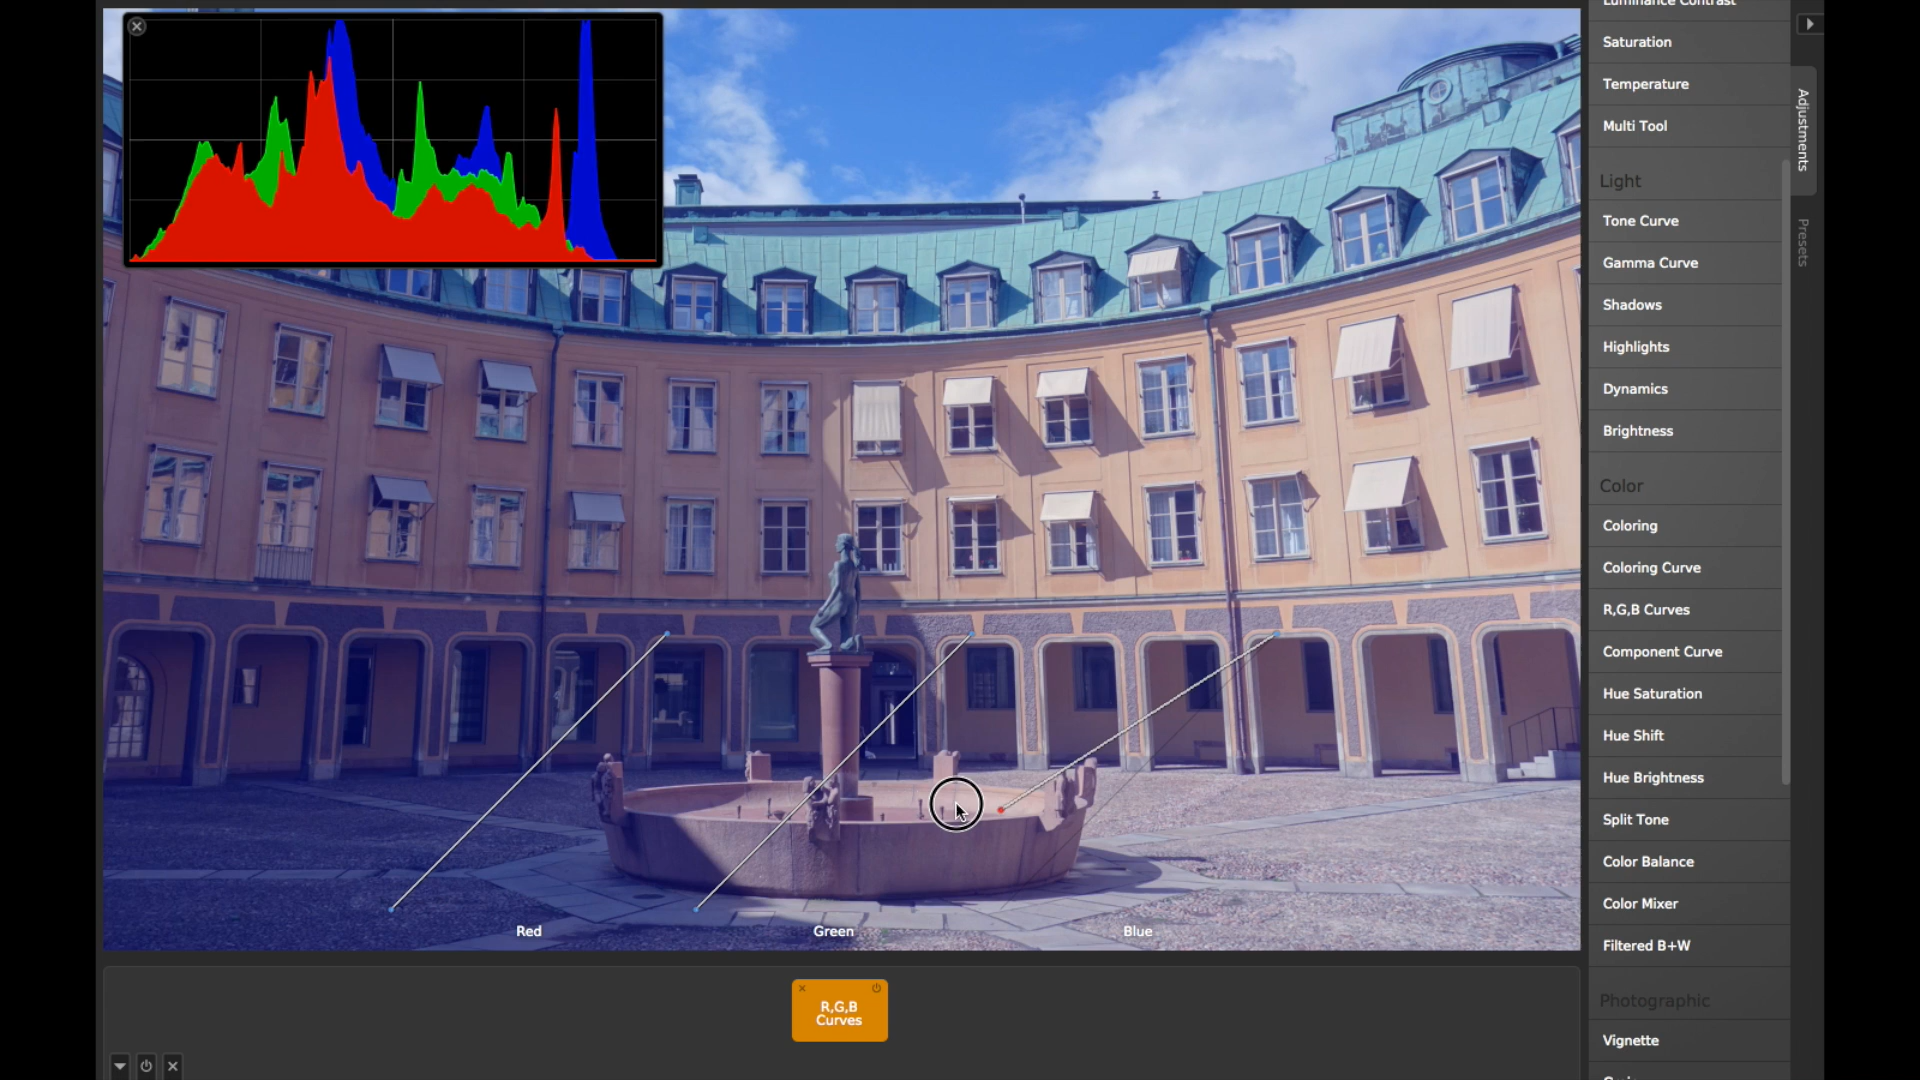 Luminance Contrast
Saturation
Temperature
Multi Tool
Light
Tone Curve
Gamma Curve
Shadows
Highlights
Dynamics
Brightness
Color
Coloring
Coloring Curve
R,G,B Curves
Component Curve
Hue Saturation
Hue Shift
Hue Brightness
Split Tone
Color Balance
Color Mixer
Filtered B+W
Photographic
Vignette
Adjustments
Presets
Red
Green
Blue
R,G,B
Curves